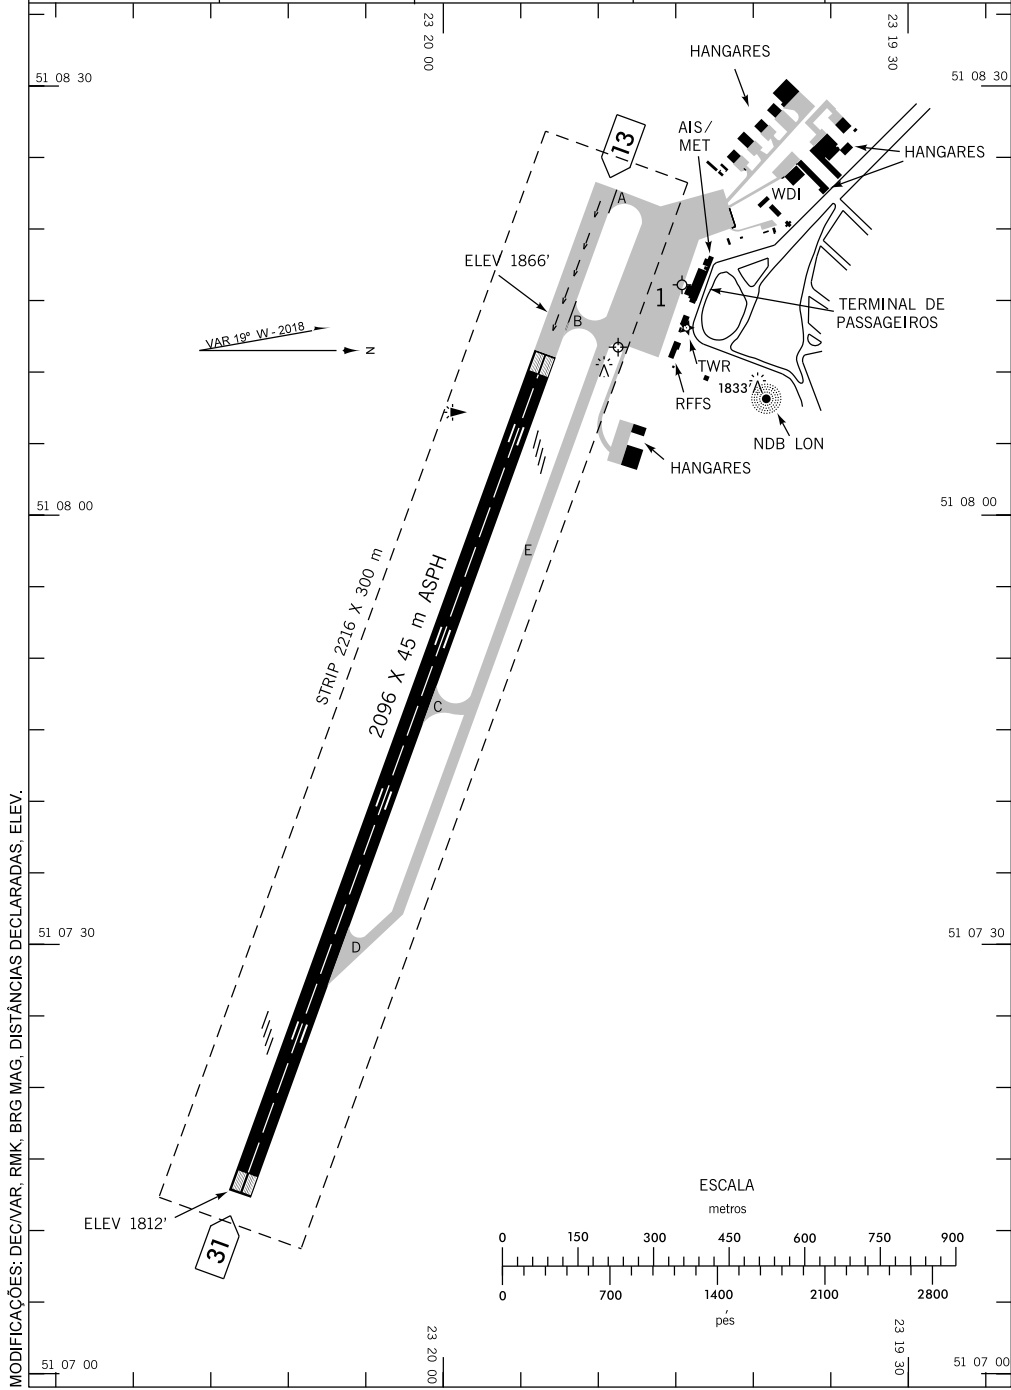 23 20 00
23 19 30
51 08 30
51 08 30
HANGARES
13
AIS/
MET
HANGARES
WDI
A
ELEV 1866'
1
TERMINAL DE
PASSAGEIROS
B
VAR 19º W - 2018
N
TWR
1833'
RFFS
NDB LON
HANGARES
51 08 00
51 08 00
E
STRIP 2216 X 300 m
2096 X 45 m ASPH
C
51 07 30
51 07 30
D
ELEV 1812'
31
ESCALA
metros
0 150 300 450 600 750 900
0 700 1400 2100 2800
pés
23 20 00
23 19 30
51 07 00
51 07 00
MODIFICAÇÕES: DEC/VAR, RMK, BRG MAG, DISTÂNCIAS DECLARADAS, ELEV.